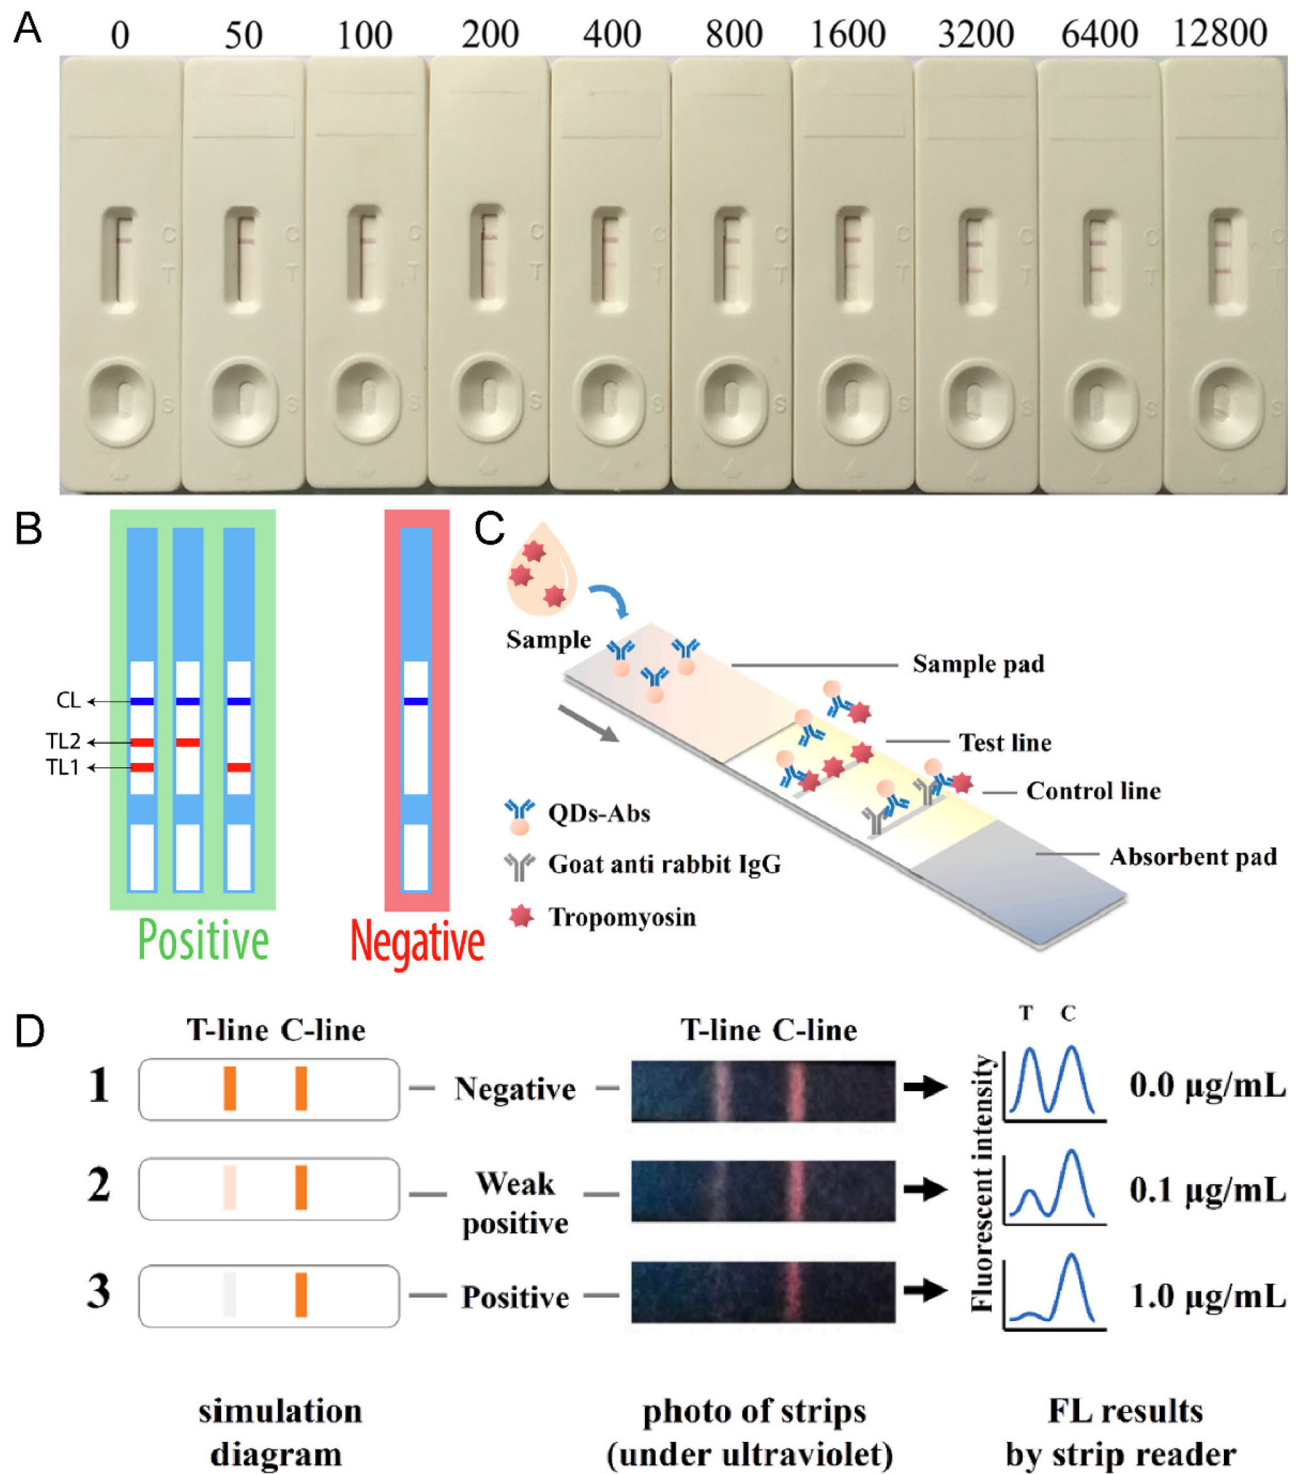 A
0 50 100 200 400 800 1600 3200 6400 12800
C C C C C C C C C C
T T T T T T T T T T
S S S S S S S S S S
B
CL
TL2
TL1
Positive
Negative
C
Sample
Sample pad
Test line
Control line
Absorbent pad
QDs-Abs
Goat anti rabbit IgG
Tropomyosin
D
T-line C-line
T-line C-line
T C
1
Negative
0.0 μg/mL
2
Weak
positive
0.1 μg/mL
3
Positive
1.0 μg/mL
Fluorescent intensity
simulation
diagram
photo of strips
(under ultraviolet)
FL results
by strip reader